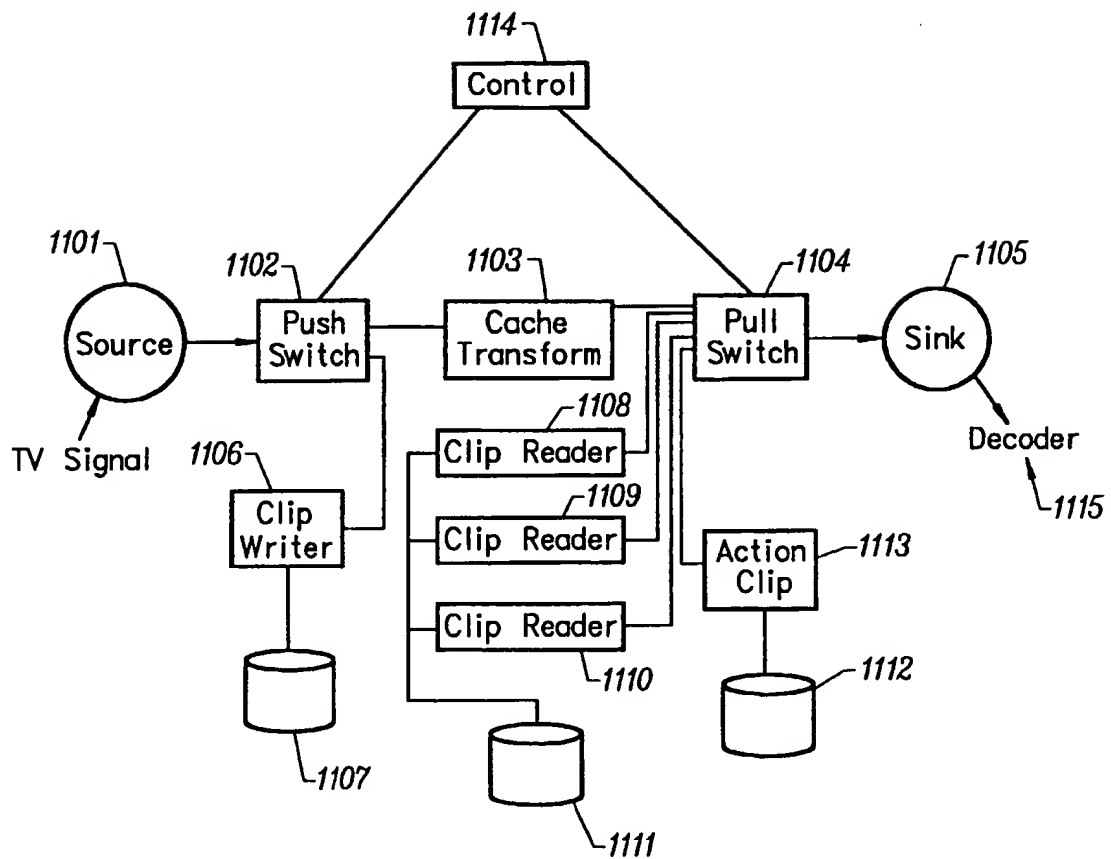 1114
Control
1101
Source
TV Signal
1102
Push
Switch
1103
Cache
Transform
1104
Pull
Switch
1105
Sink
Decoder
1115
1106
Clip
Writer
1107
1108
Clip Reader
1109
Clip Reader
Clip Reader
1110
1111
Action
Clip
1113
1112